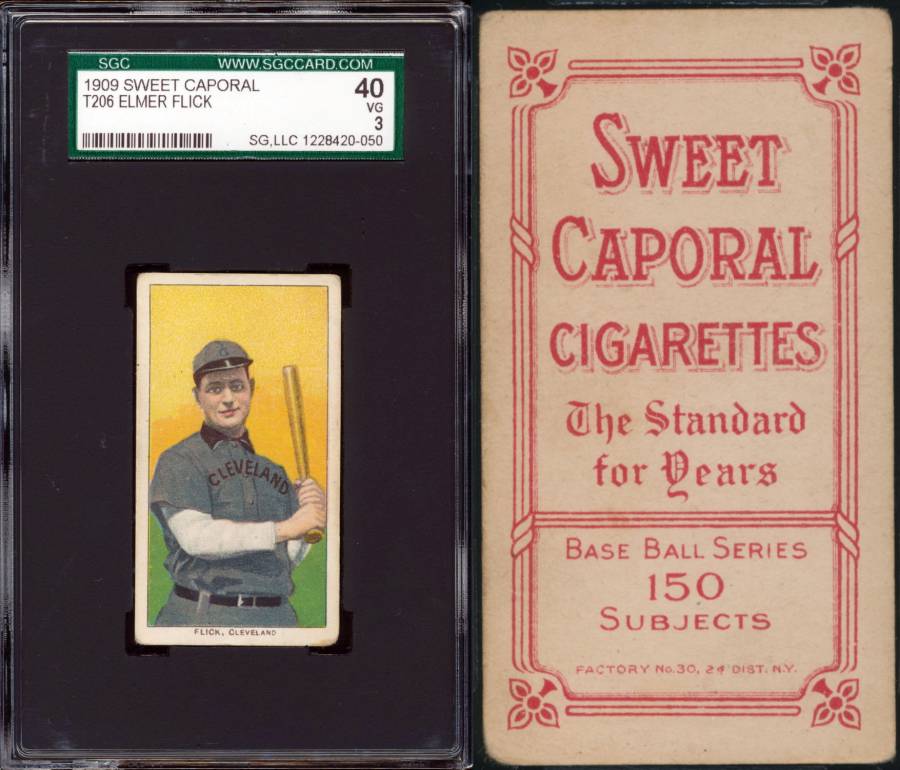 SGC WWW.SGCCARD.COM
1909 SWEET CAPORAL 40
T206 ELMER FLICK VG
3
SG,LLC 1228420-050
C
CLEVELAND
FLICK, CLEVELAND
SWEET
CAPORAL
CIGARETTES
The Standard
for Years
BASE BALL SERIES
150
SUBJECTS
FACTORY No. 30, 2d DIST. N.Y.